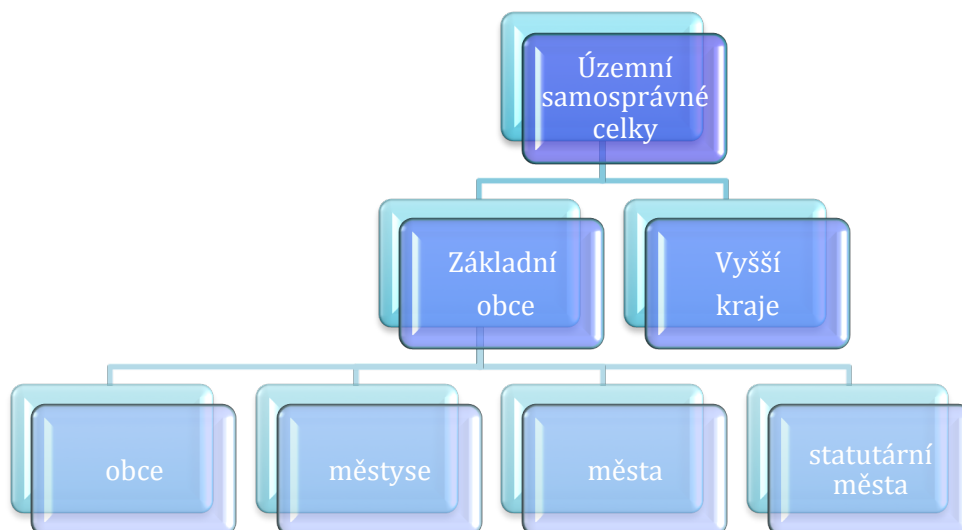 Územní
samosprávné
celky
Základní
obce
Vyšší
kraje
obce
městyse
města
statutární
města